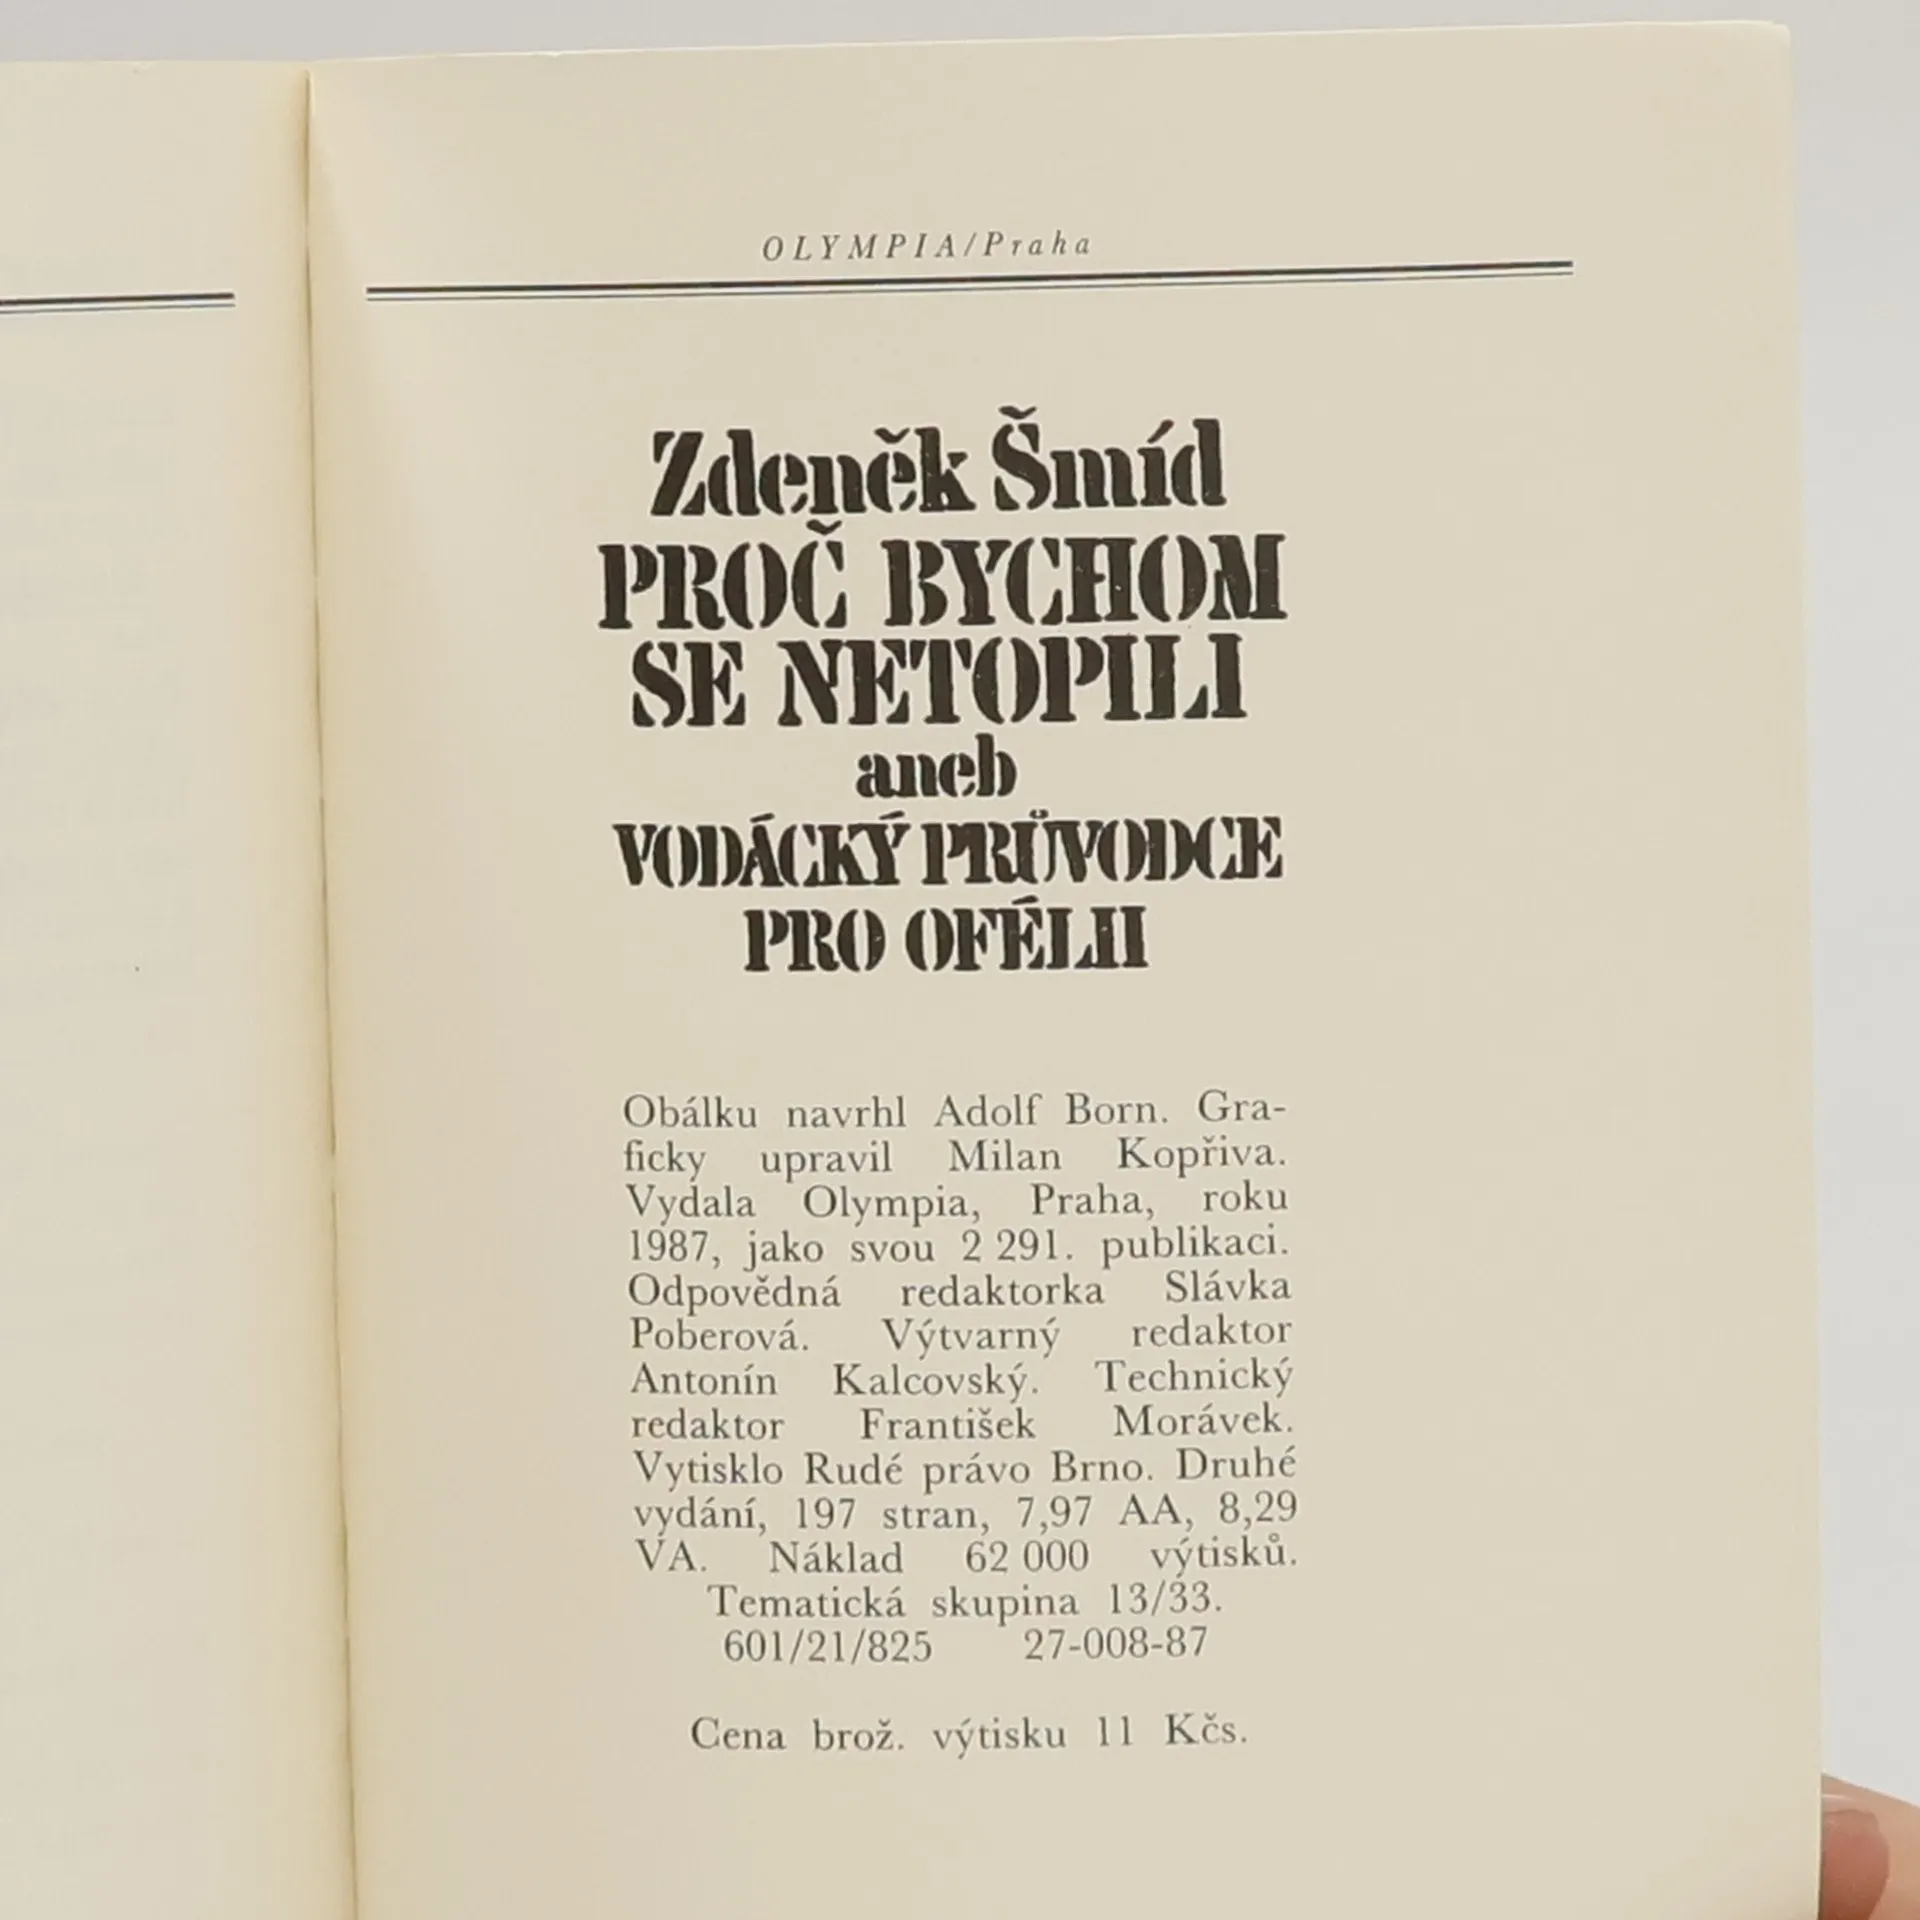 OLYMPIA/Praha
Zdeněk Šmíd
PROČ BYCHOM
SE NETOPILI
aneb
VODÁCKÝ PRŮVODCE
PRO OFÉLII
Obálku navrhl Adolf Born. Gra-
ficky upravil Milan Kopřiva.
Vydala Olympia, Praha, roku
1987, jako svou 2 291. publikaci.
Odpovědná redaktorka Slávka
Poberová. Výtvarný redaktor
Antonín Kalcovský. Technický
redaktor František Morávek.
Vytisklo Rudé právo Brno. Druhé
vydání, 197 stran, 7,97 AA, 8,29
VA. Náklad 62 000 výtisků.
Tematická skupina 13/33.
601/21/825 27-008-87
Cena brož. výtisku 11 Kčs.